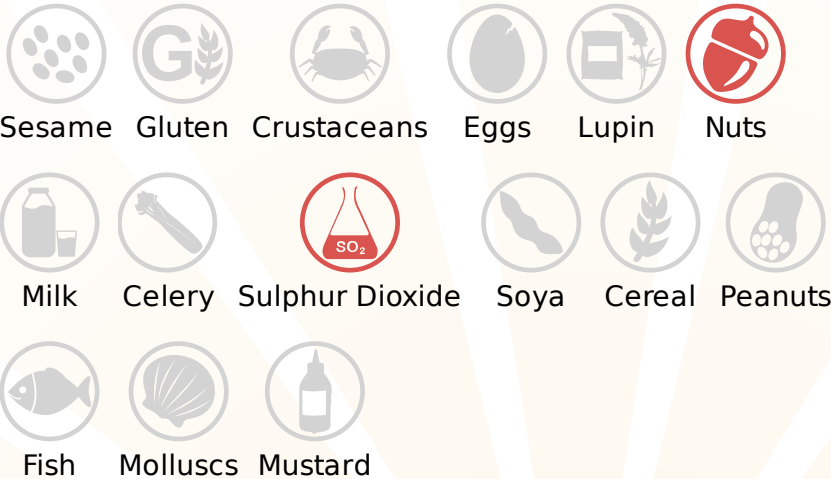 G
Sesame Gluten Crustaceans Eggs Lupin Nuts
SO₂
Milk Celery Sulphur Dioxide Soya Cereal Peanuts
Fish Molluscs Mustard